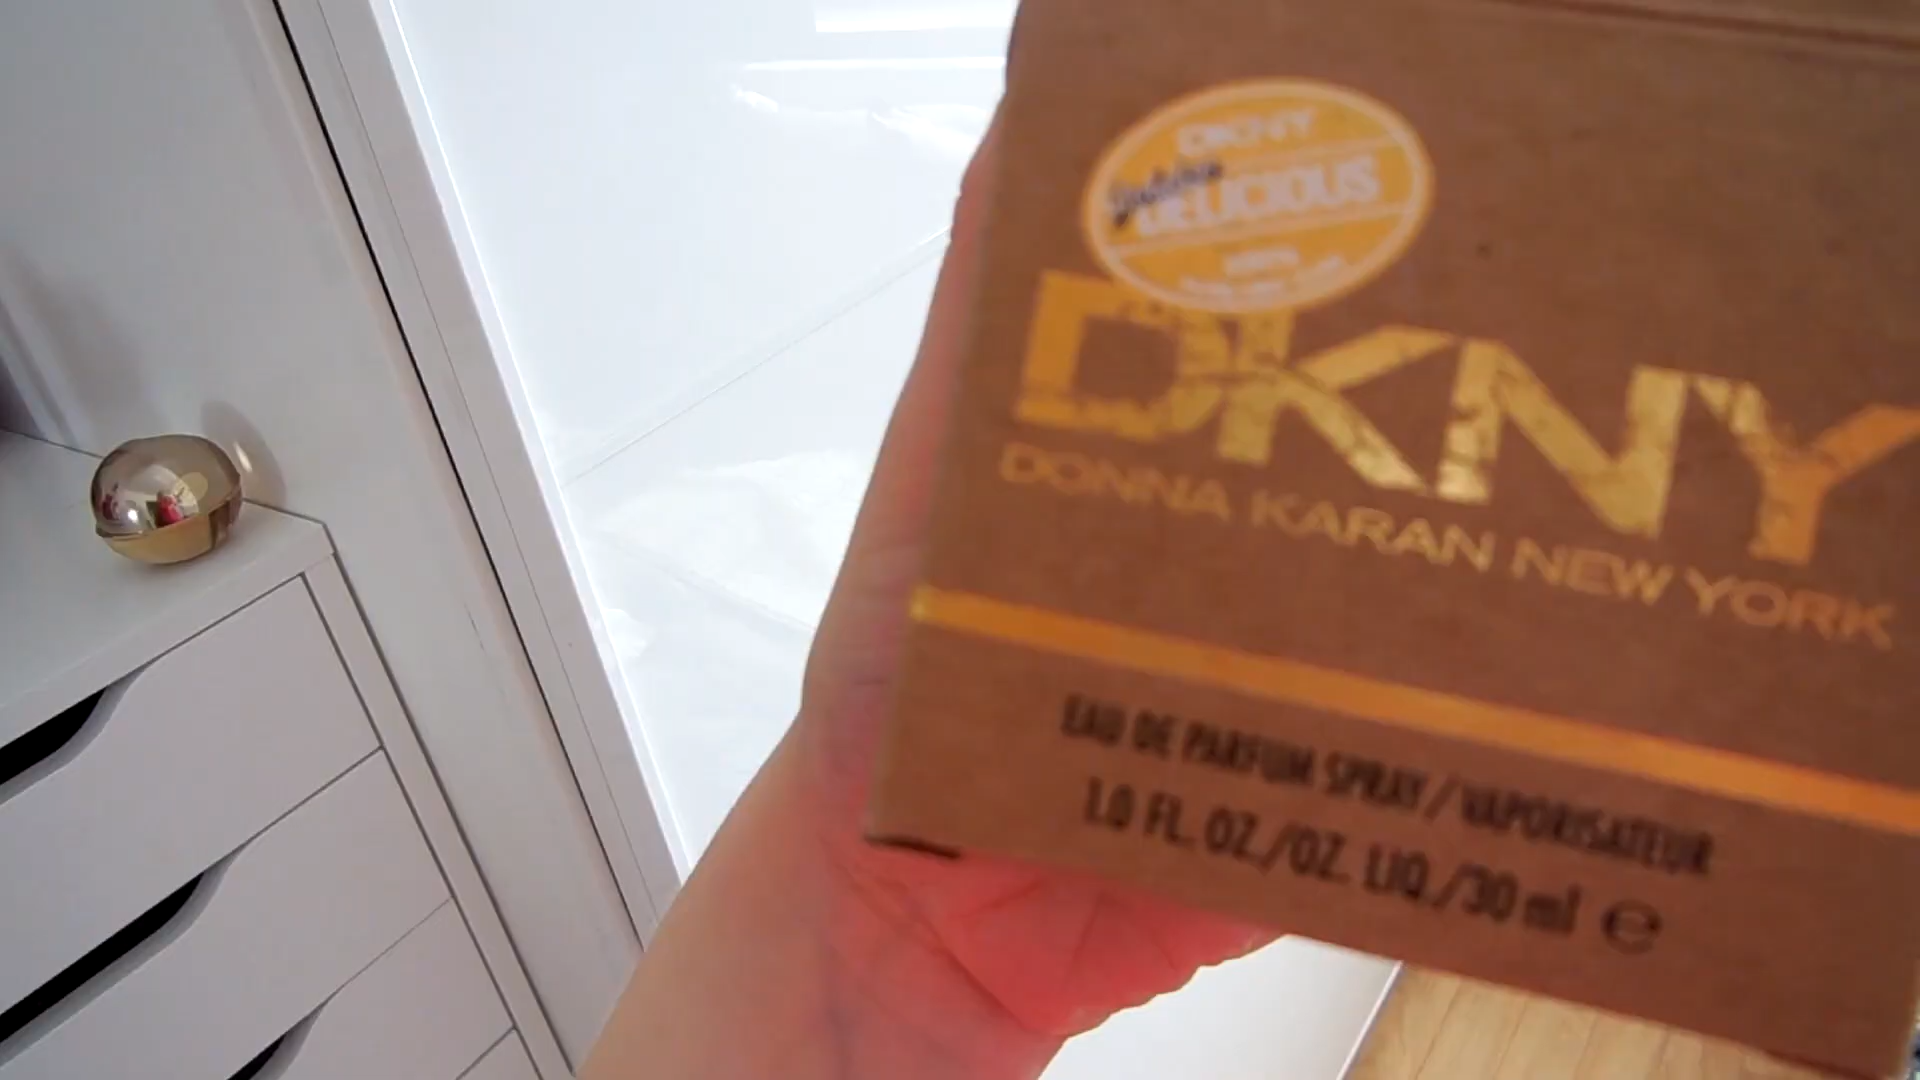 DKNY
DELICIOUS
100%
DKNY
DONNA KARAN NEW YORK
EAU DE PARFUM SPRAY / VAPORISATEUR
1.0 FL. OZ./OZ. LIQ./30 ml e